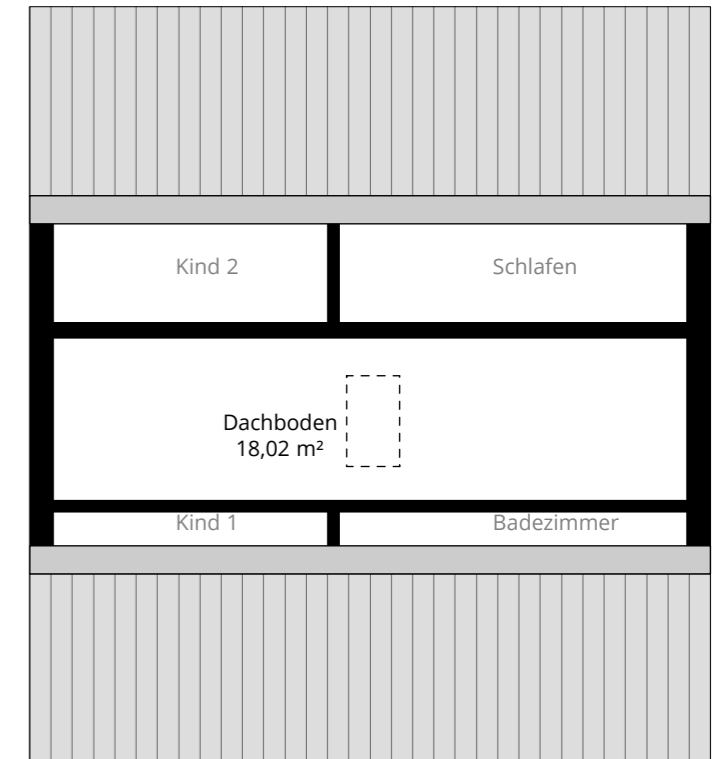 Kind 2
Schlafen
Dachboden
18,02 m²
Kind 1
Badezimmer